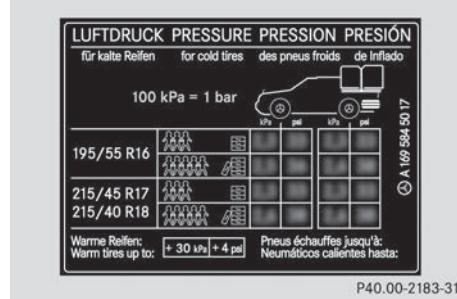 LUFTDRUCK PRESSURE PRESSION PRESIÓN
für kalte Reifen for cold tires des pneus froids de Inflado
100 kPa = 1 bar
kPa psi kPa psi
195/55 R16
215/45 R17
215/40 R18
A 169 584 50 17
Warme Reifen:
Warm tires up to:
+ 30 kPa + 4 psi
Pneus échauffes jusqu'à:
Neumáticos calientes hasta:
P40.00-2183-31